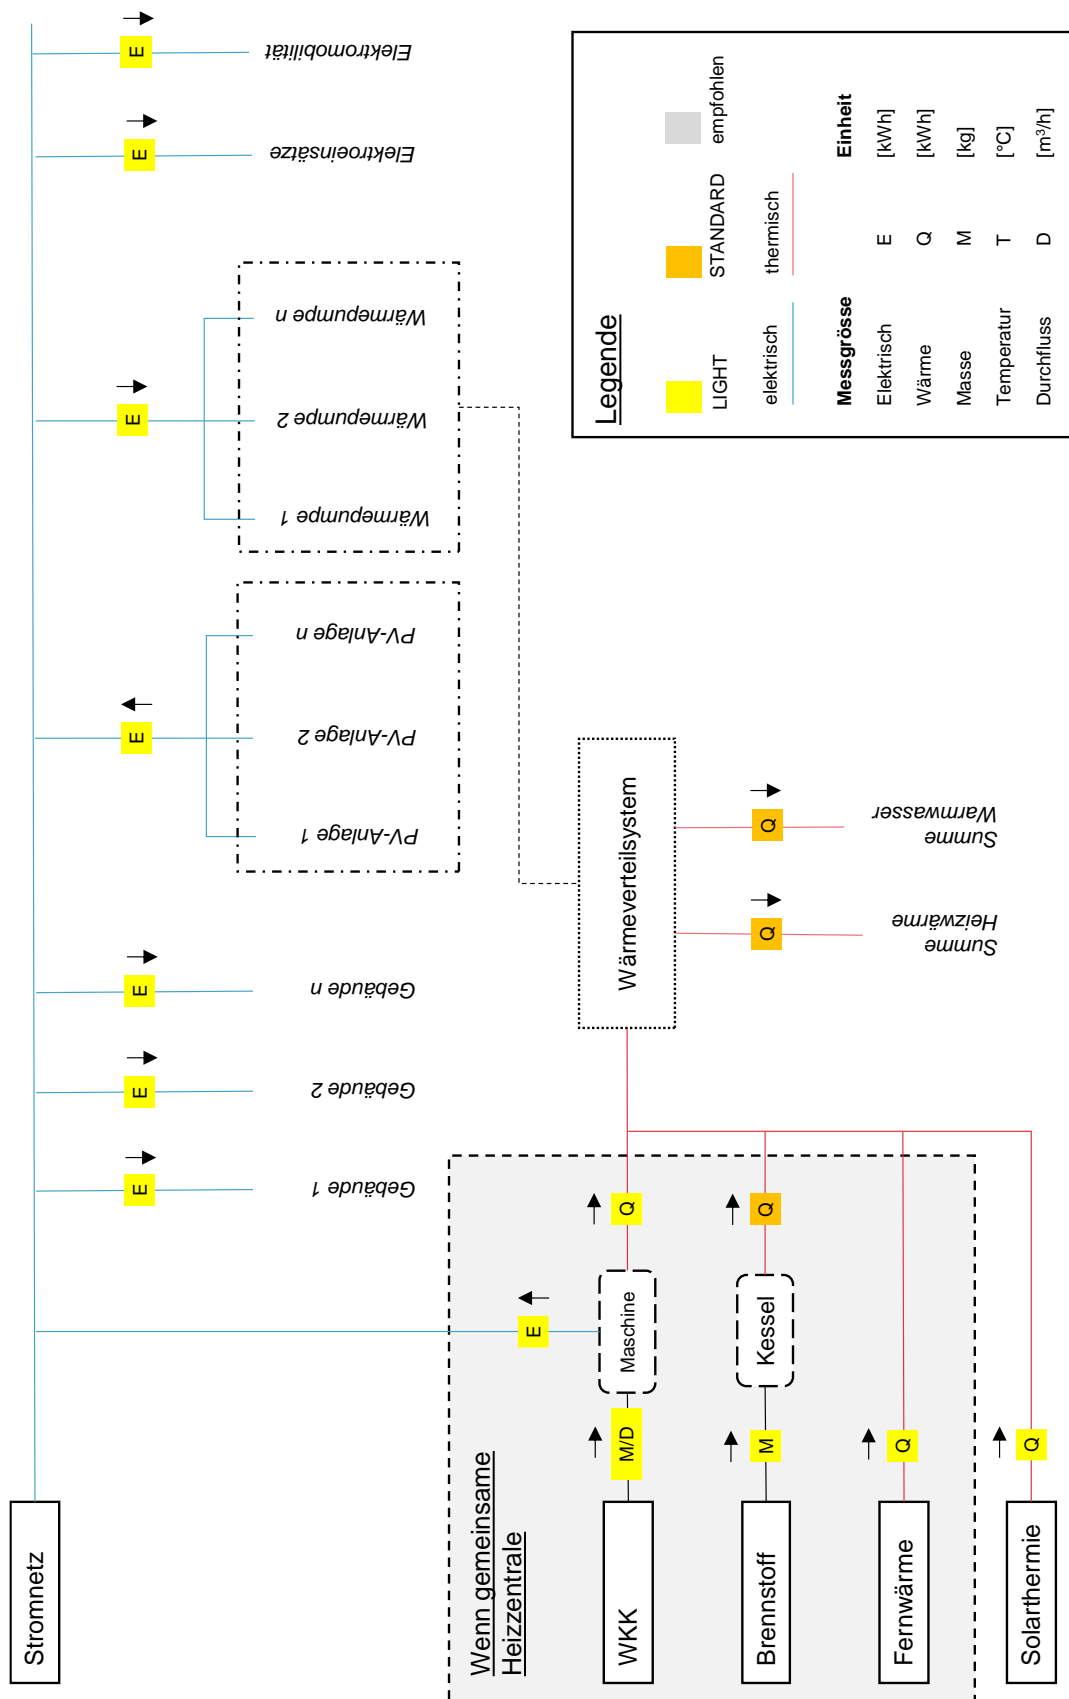 Stromnetz
E
E
E
E
E
E
E
Gebäude 1
Gebäude 2
Gebäude n
PV-Anlage 1
PV-Anlage 2
PV-Anlage n
Wärmepumpe 1
Wärmepumpe 2
Wärmepumpe n
Elektroeinsätze
Elektromobilität
Wenn gemeinsame
Heizzentrale
E
WKK
M/D
Maschine
Q
Brennstoff
M
Kessel
Q
Fernwärme
Q
Solarthermie
Q
Wärmeverteilsystem
Q
Q
Summe
Heizwärme
Summe
Warmwasser
Legende
LIGHT
STANDARD
empfohlen
elektrisch
thermisch
Messgrösse Einheit
Elektrisch E [kWh]
Wärme Q [kWh]
Masse M [kg]
Temperatur T [°C]
Durchfluss D [m³/h]